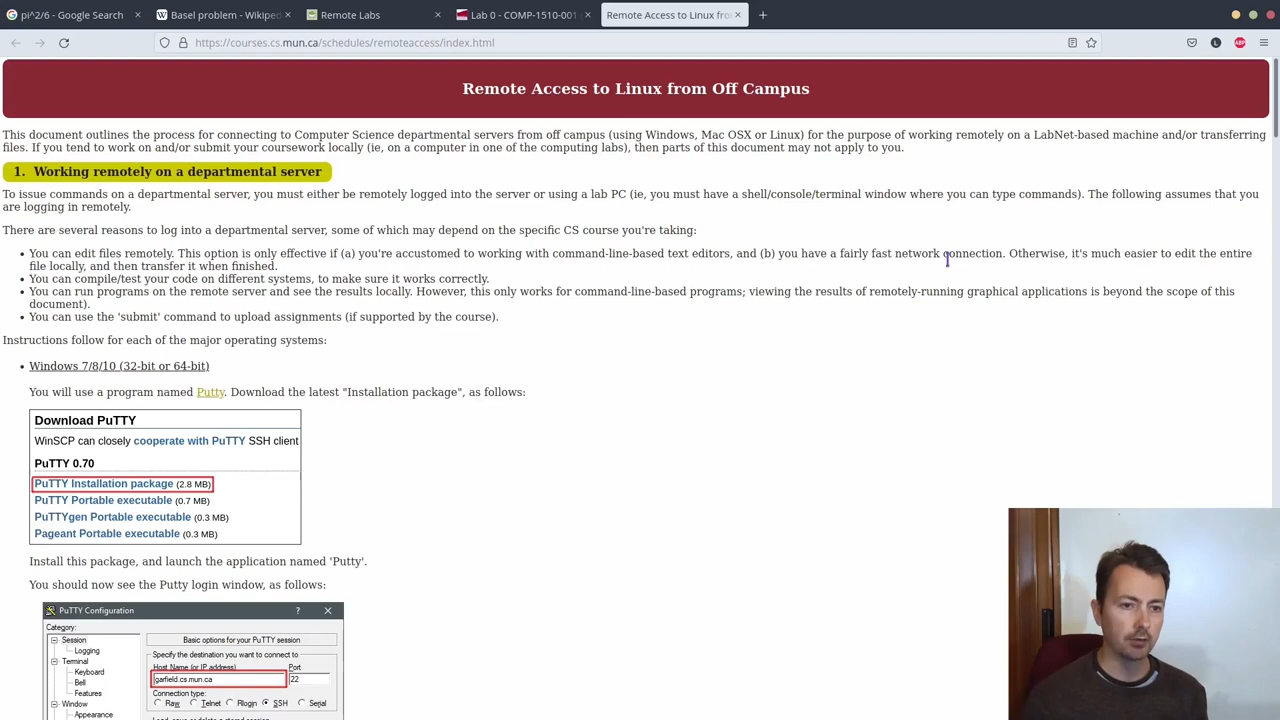 pi^2/6 - Google Search
Basel problem - Wikiped
Remote Labs
Lab 0 - COMP-1510-001
Remote Access to Linux fro
https://courses.cs.mun.ca/schedules/remoteaccess/index.html
Remote Access to Linux from Off Campus
This document outlines the process for connecting to Computer Science departmental servers from off campus (using Windows, Mac OSX or Linux) for the purpose of working remotely on a LabNet-based machine and/or transferring
files. If you tend to work on and/or submit your coursework locally (ie, on a computer in one of the computing labs), then parts of this document may not apply to you.
1. Working remotely on a departmental server
To issue commands on a departmental server, you must either be remotely logged into the server or using a lab PC (ie, you must have a shell/console/terminal window where you can type commands). The following assumes that you
are logging in remotely.
There are several reasons to log into a departmental server, some of which may depend on the specific CS course you're taking:
• You can edit files remotely. This option is only effective if (a) you're accustomed to working with command-line-based text editors, and (b) you have a fairly fast network connection. Otherwise, it's much easier to edit the entire
file locally, and then transfer it when finished.
• You can compile/test your code on different systems, to make sure it works correctly.
• You can run programs on the remote server and see the results locally. However, this only works for command-line-based programs; viewing the results of remotely-running graphical applications is beyond the scope of this
document).
• You can use the 'submit' command to upload assignments (if supported by the course).
Instructions follow for each of the major operating systems:
• Windows 7/8/10 (32-bit or 64-bit)
You will use a program named Putty. Download the latest "Installation package", as follows:
Download PuTTY
WinSCP can closely cooperate with PuTTY SSH client
PuTTY 0.70
PuTTY Installation package (2.8 MB)
PuTTY Portable executable (0.7 MB)
PuTTYgen Portable executable (0.3 MB)
Pageant Portable executable (0.3 MB)
Install this package, and launch the application named 'Putty'.
You should now see the Putty login window, as follows:
PuTTY Configuration
Category:
Session
Logging
Terminal
Keyboard
Bell
Features
Window
Appearance
Basic options for your PuTTY session
Specify the destination you want to connect to
Host Name (or IP address) Port
garfield.cs.mun.ca 22
Connection type:
Raw Telnet Rlogin SSH Serial